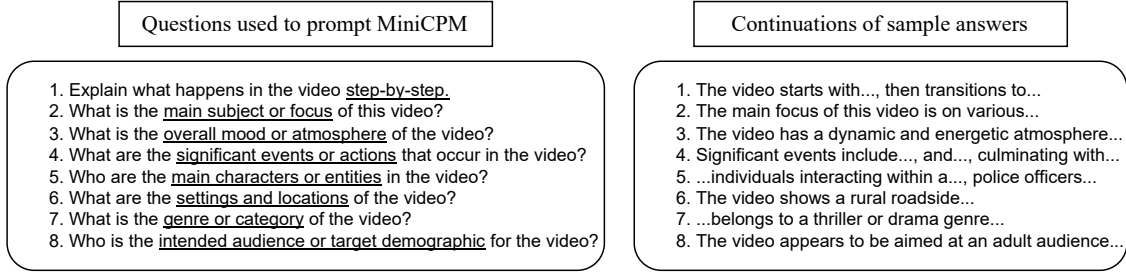 Questions used to prompt MiniCPM
1. Explain what happens in the video step-by-step.
2. What is the main subject or focus of this video?
3. What is the overall mood or atmosphere of the video?
4. What are the significant events or actions that occur in the video?
5. Who are the main characters or entities in the video?
6. What are the settings and locations of the video?
7. What is the genre or category of the video?
8. Who is the intended audience or target demographic for the video?
Continuations of sample answers
1. The video starts with..., then transitions to...
2. The main focus of this video is on various...
3. The video has a dynamic and energetic atmosphere...
4. Significant events include..., and..., culminating with...
5. ...individuals interacting within a..., police officers...
6. The video shows a rural roadside...
7. ...belongs to a thriller or drama genre...
8. The video appears to be aimed at an adult audience...